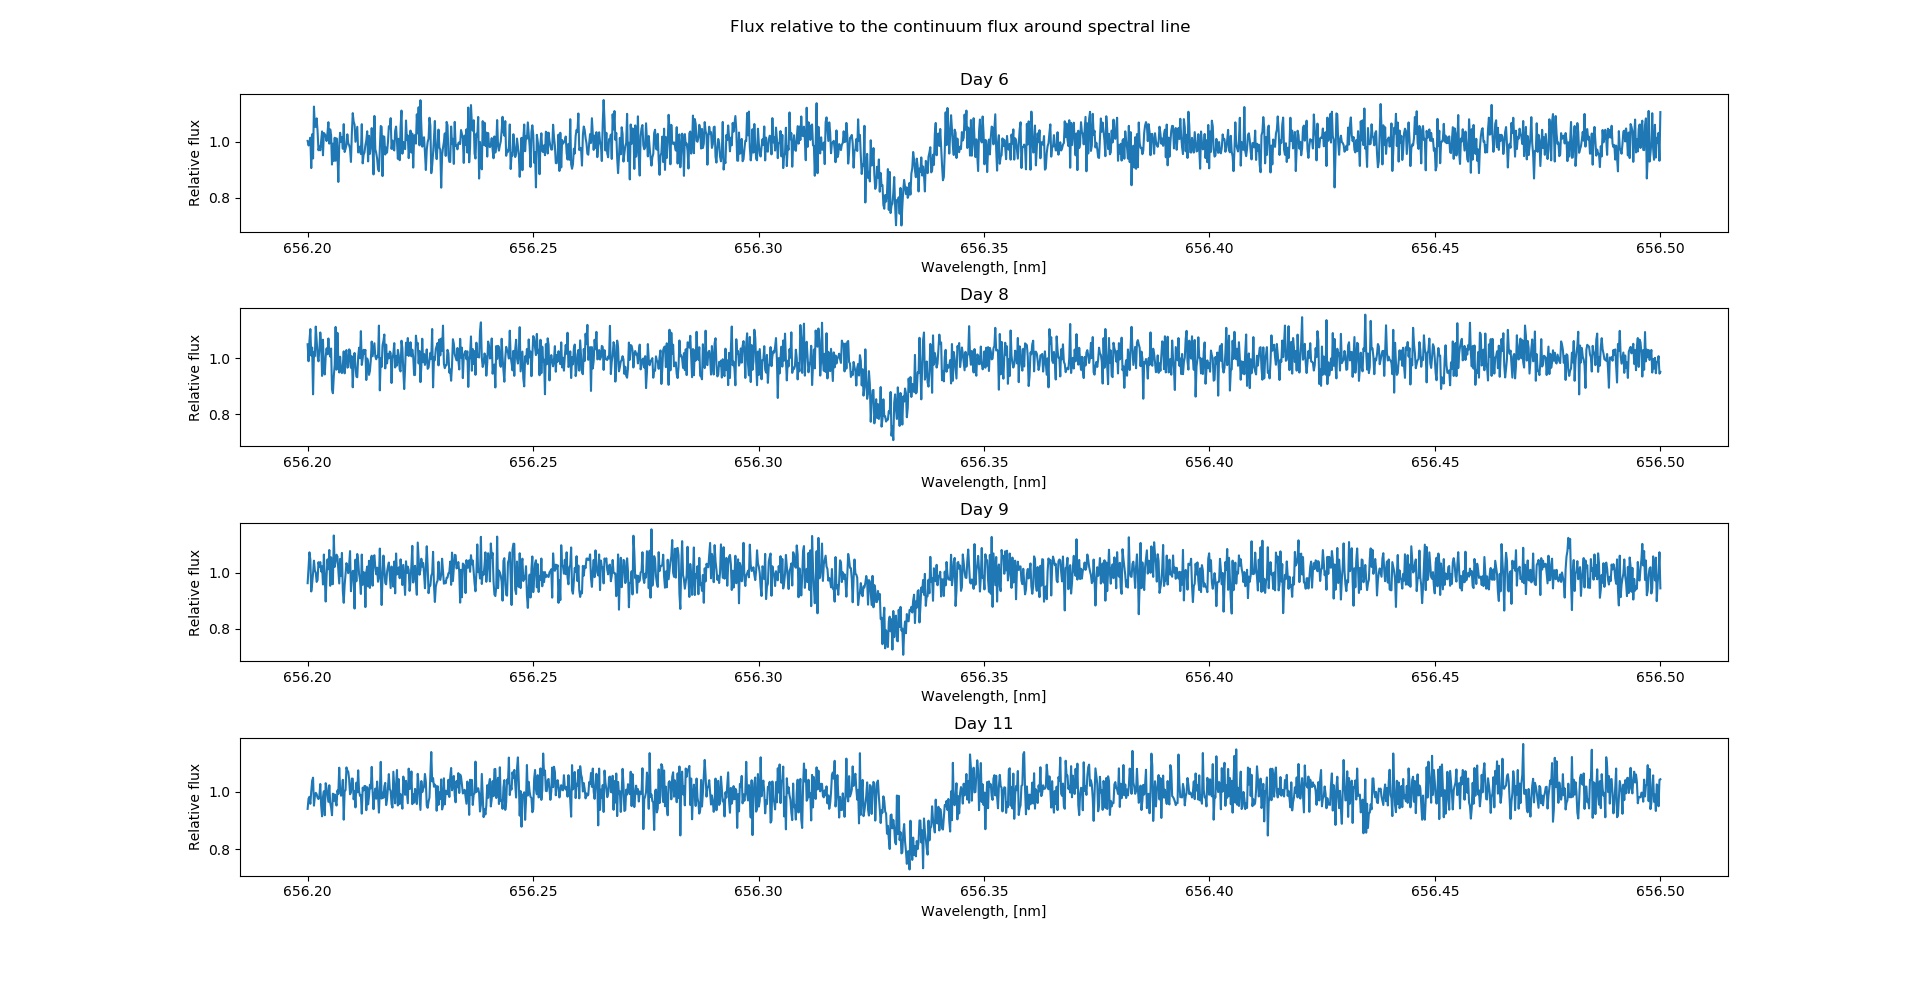 Flux relative to the continuum flux around spectral line
Day 6
Relative flux
1.0
0.8
656.20 656.25 656.30 656.35 656.40 656.45 656.50
Wavelength, [nm]
Day 8
Relative flux
1.0
0.8
656.20 656.25 656.30 656.35 656.40 656.45 656.50
Wavelength, [nm]
Day 9
Relative flux
1.0
0.8
656.20 656.25 656.30 656.35 656.40 656.45 656.50
Wavelength, [nm]
Day 11
Relative flux
1.0
0.8
656.20 656.25 656.30 656.35 656.40 656.45 656.50
Wavelength, [nm]